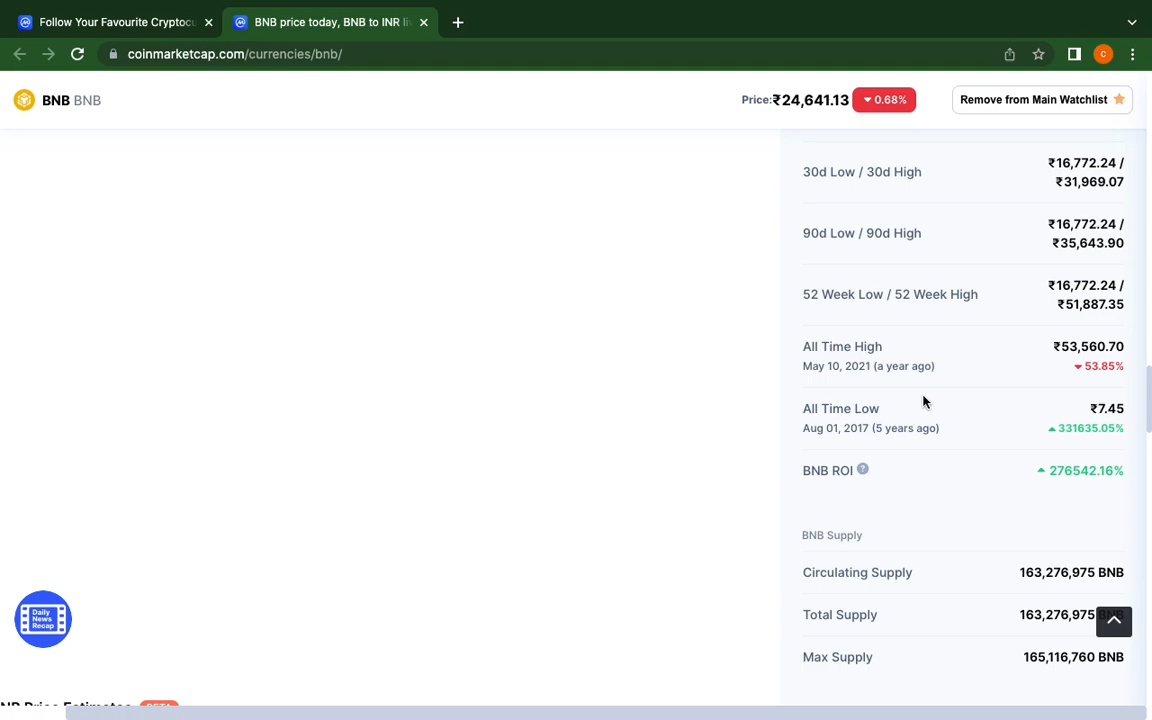 Follow Your Favourite Cryptocu
BNB price today, BNB to INR li
coinmarketcap.com/currencies/bnb/
C
BNB BNB
Price:₹24,641.13 0.68%
Remove from Main Watchlist
30d Low / 30d High
₹16,772.24 /
₹31,969.07
90d Low / 90d High
₹16,772.24 /
₹35,643.90
52 Week Low / 52 Week High
₹16,772.24 /
₹51,887.35
All Time High
₹53,560.70
May 10, 2021 (a year ago)
53.85%
All Time Low
₹7.45
Aug 01, 2017 (5 years ago)
331635.05%
BNB ROI ?
276542.16%
BNB Supply
Circulating Supply
163,276,975 BNB
Total Supply
163,276,975 BNB
Max Supply
165,116,760 BNB
Daily
News
Recap
NB Price Estimates BETA